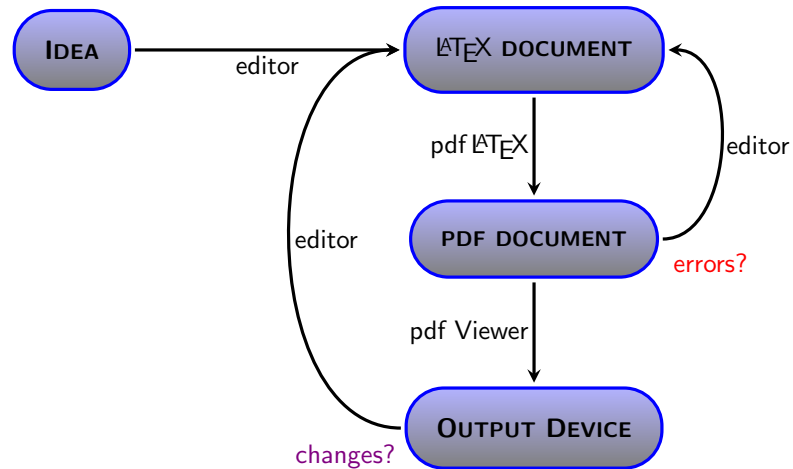 IDEA
LATEX DOCUMENT
editor
pdf LATEX
editor
editor
PDF DOCUMENT
errors?
pdf Viewer
OUTPUT DEVICE
changes?